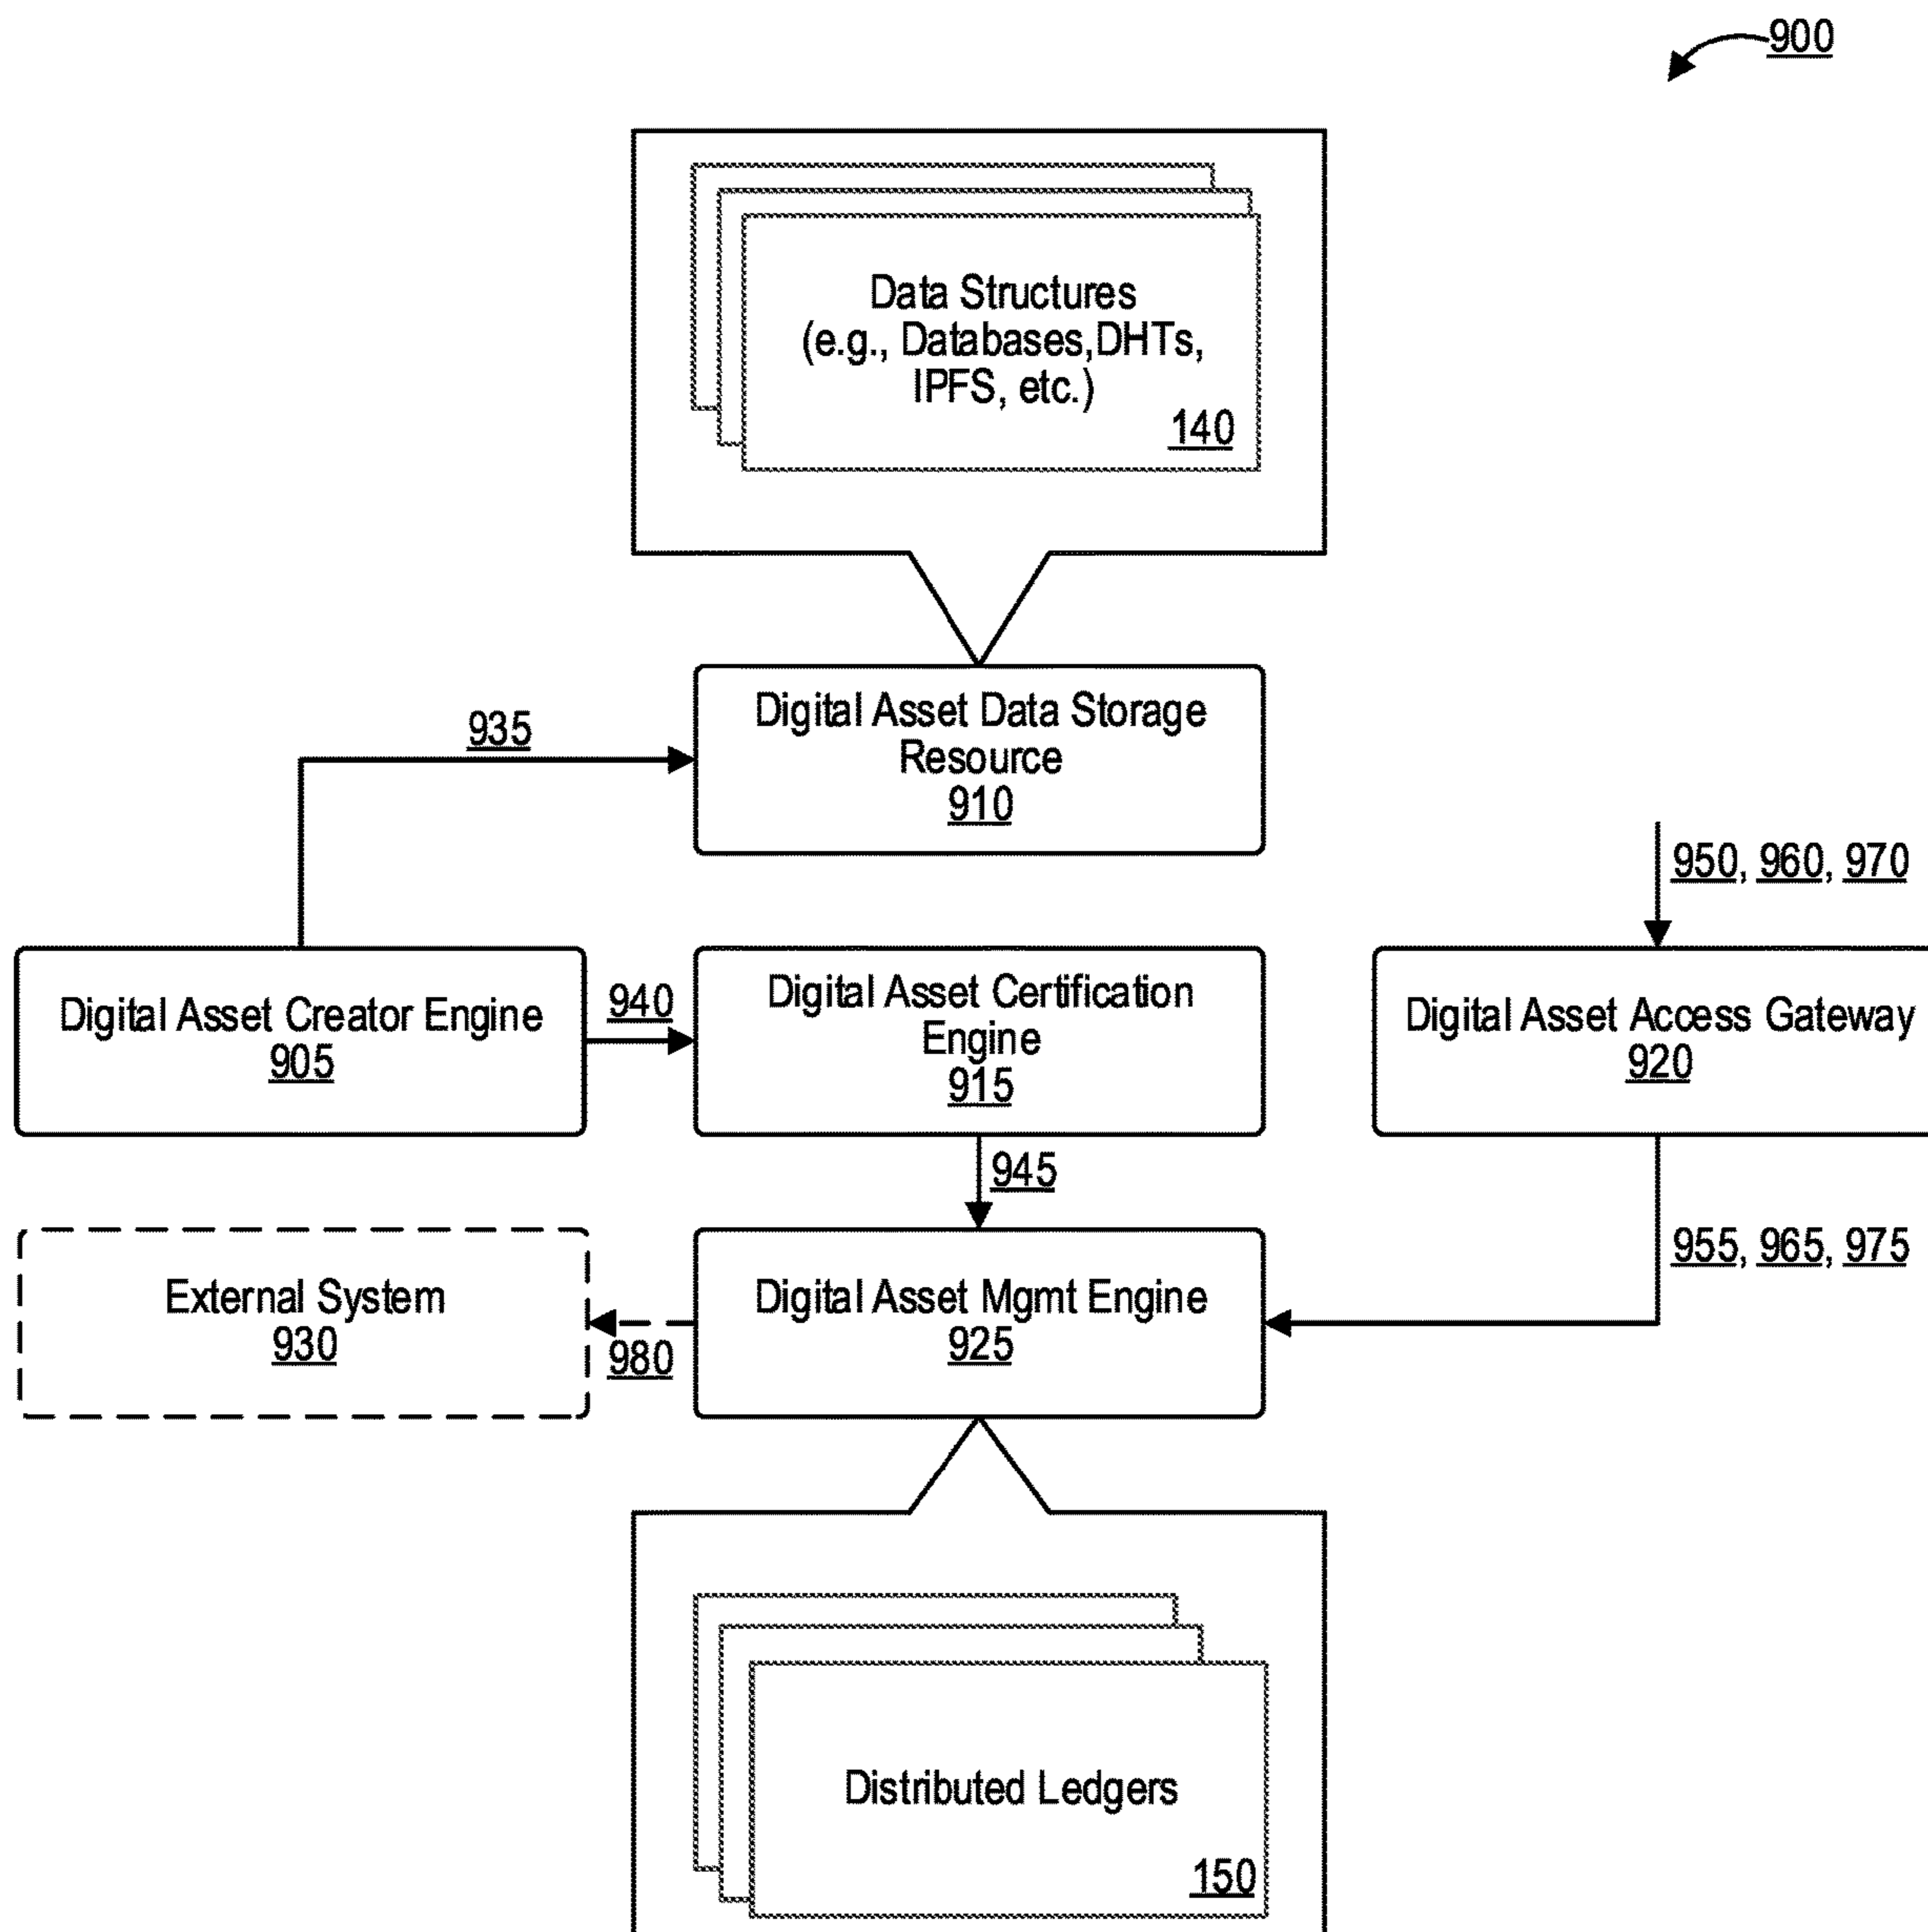 900
Data Structures
(e.g., Databases,DHTs,
IPFS, etc.)
140
935
Digital Asset Data Storage
Resource
910
950, 960, 970
Digital Asset Creator Engine
905
940
Digital Asset Certification
Engine
915
Digital Asset Access Gateway
920
945
955, 965, 975
External System
930
980
Digital Asset Mgmt Engine
925
Distributed Ledgers
150